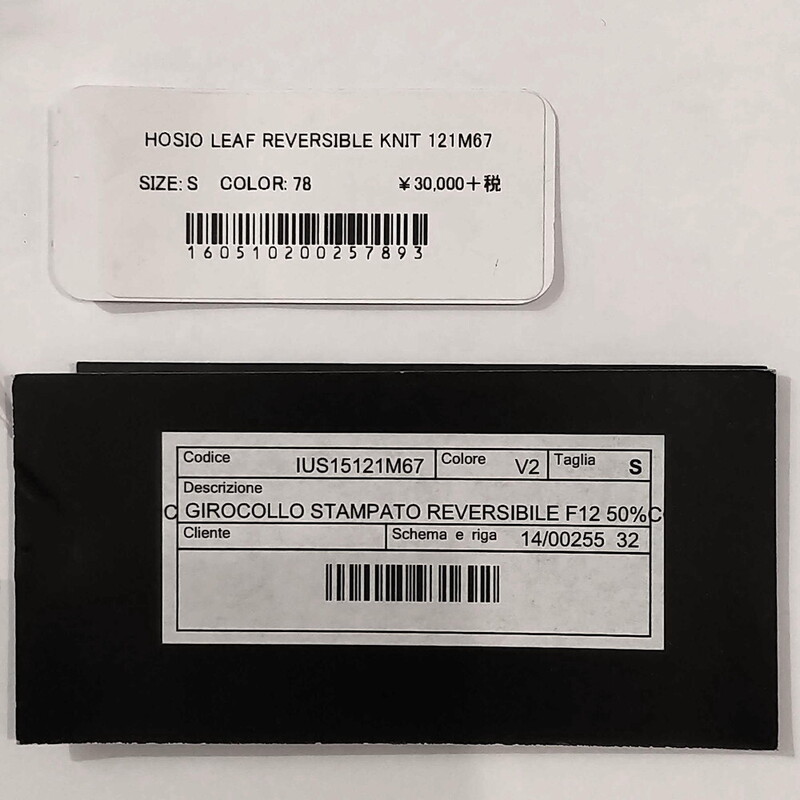 HOSIO LEAF REVERSIBLE KNIT 121M67
SIZE: S COLOR: 78 ¥30,000+税
160510200257893
Codice IUS15121M67 Colore V2 Taglia S
Descrizione
C GIROCOLLO STAMPATO REVERSIBILE F12 50%C
Cliente Schema e riga 14/00255 32